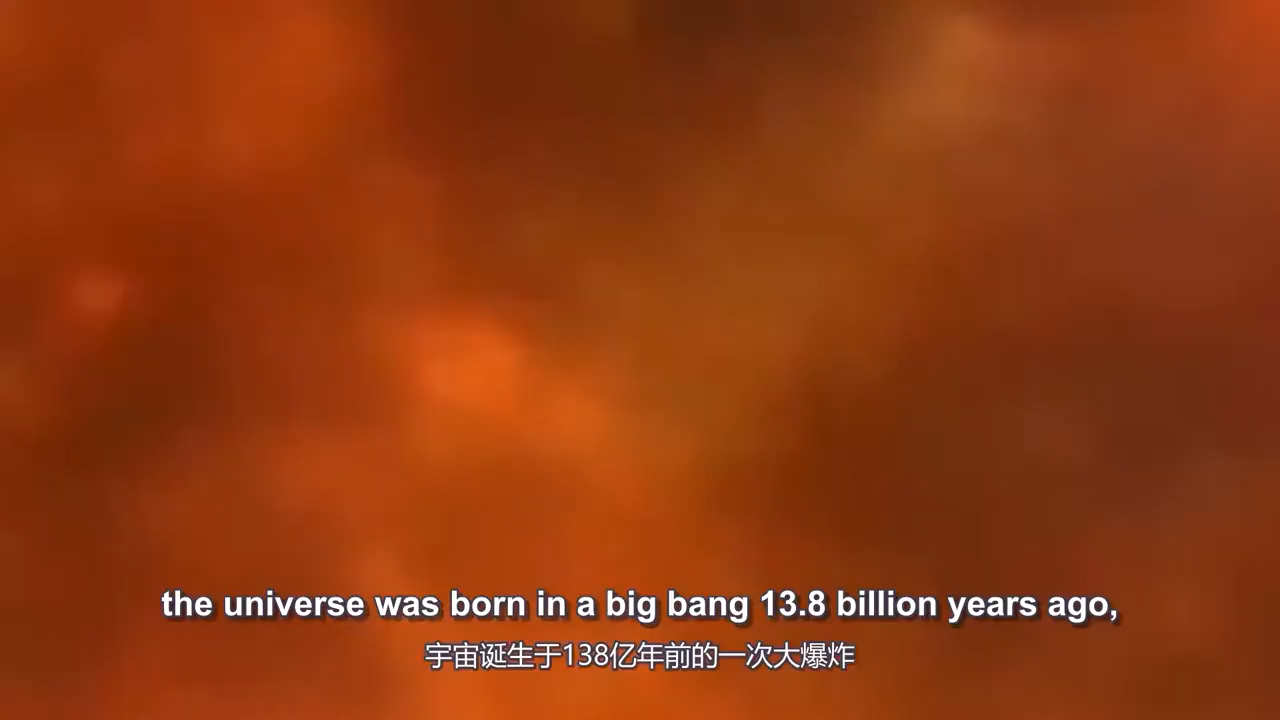 the universe was born in a big bang 13.8 billion years ago,
宇宙诞生于138亿年前的一次大爆炸